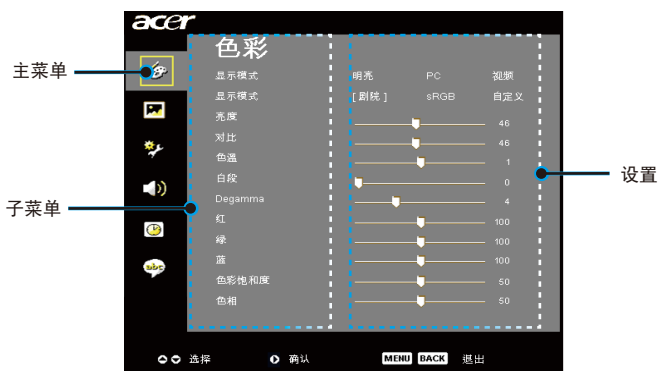 acer
色彩
主菜单
显示模式 明亮 PC 视频
显示模式 [ 剧院 ] sRGB 自定义
亮度 46
对比 46
色温 1
设置
白段 0
Degamma 4
子菜单
红 100
绿 100
蓝 100
abc
色彩饱和度 50
色相 50
选择 确认 MENU BACK 退出